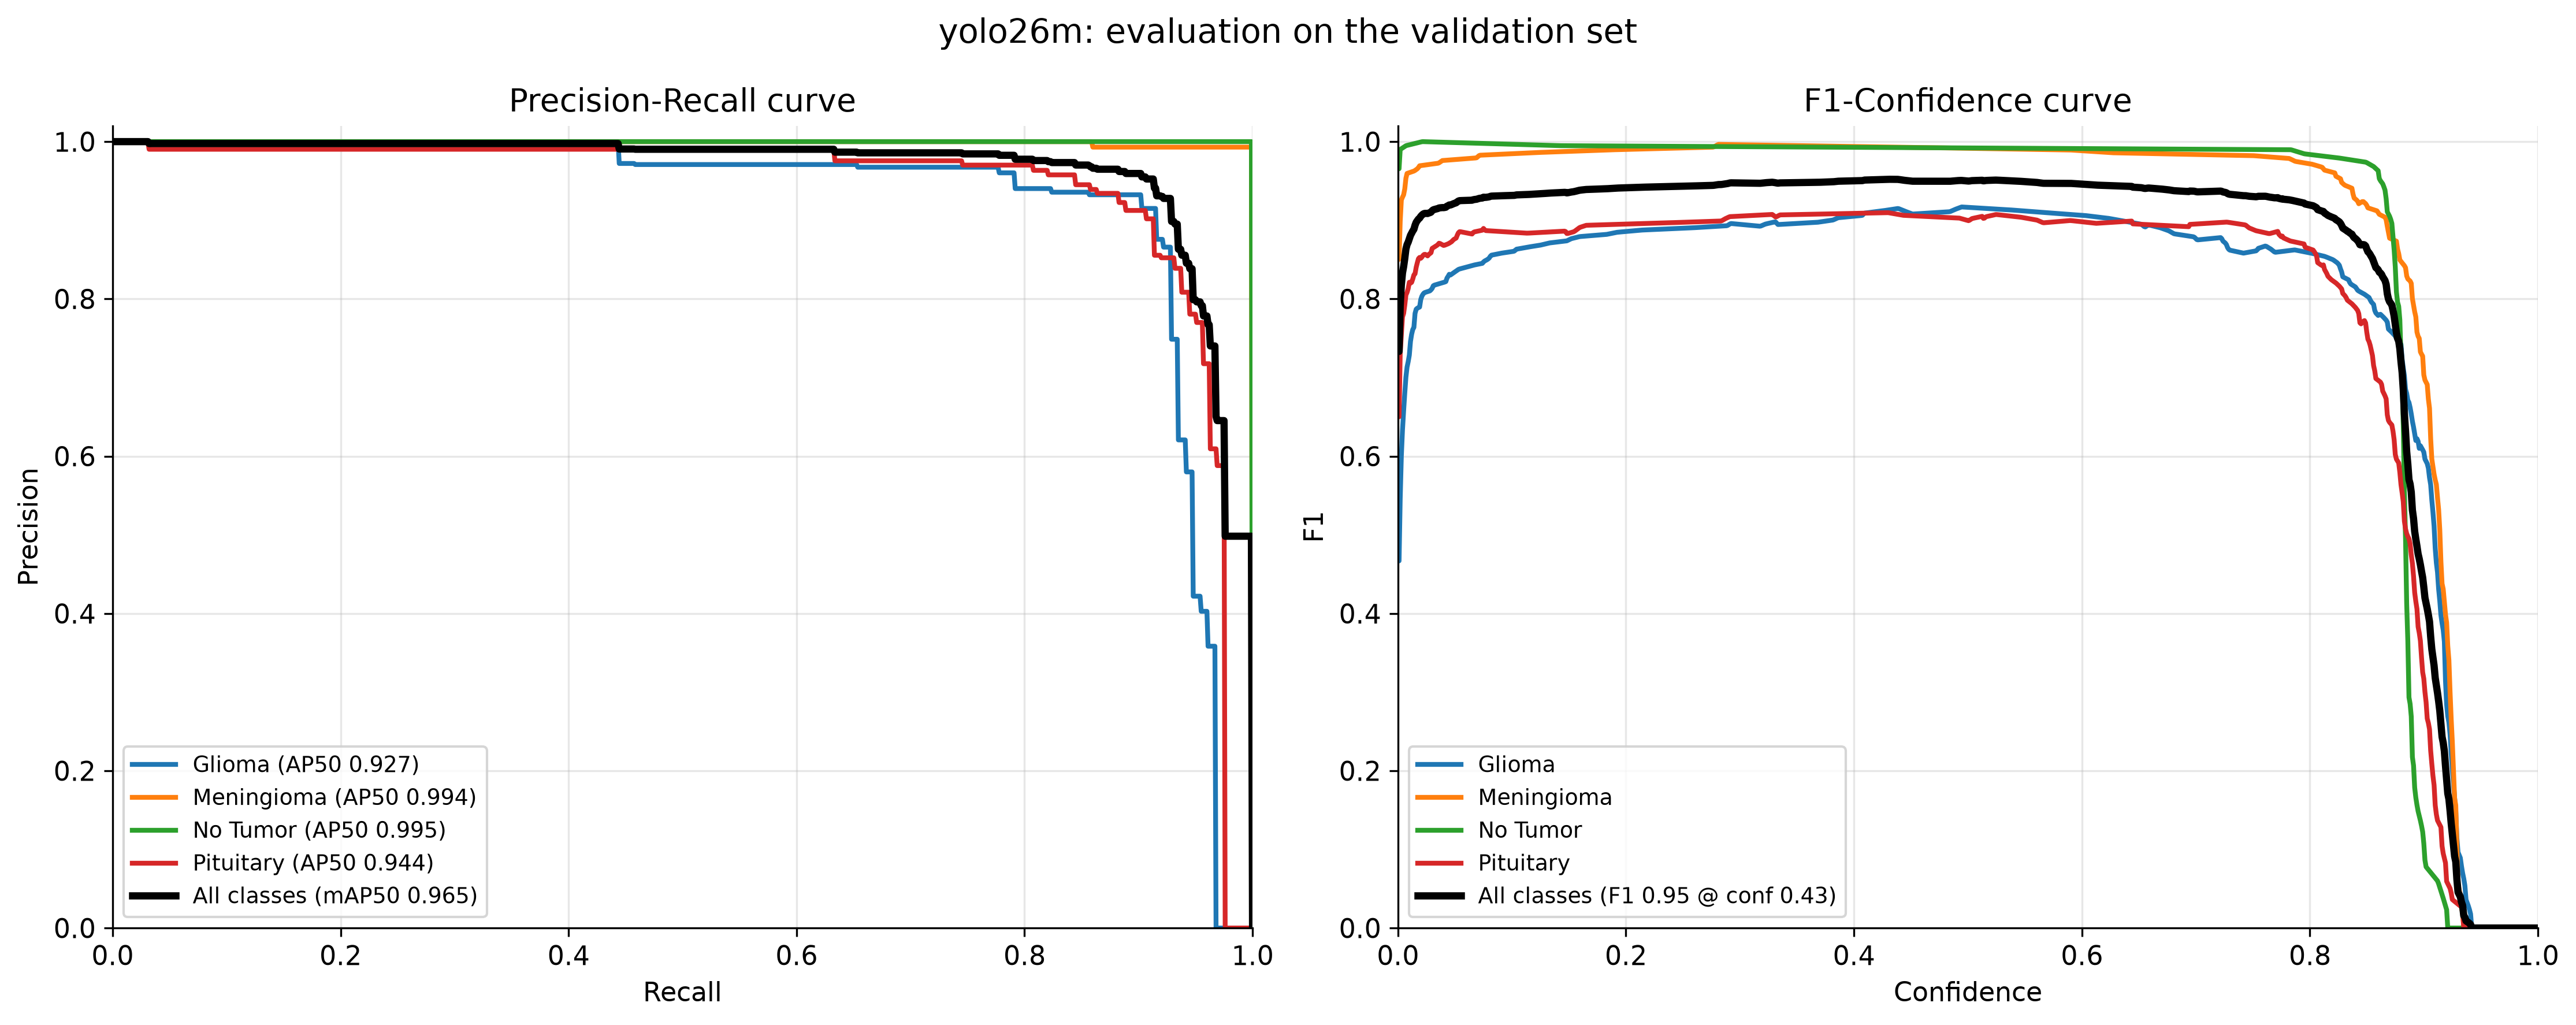 yolo26m: evaluation on the validation set
Precision-Recall curve
Precision
1.0
0.8
0.6
0.4
0.2
0.0
0.0 0.2 0.4 0.6 0.8 1.0
Recall
Glioma (AP50 0.927)
Meningioma (AP50 0.994)
No Tumor (AP50 0.995)
Pituitary (AP50 0.944)
All classes (mAP50 0.965)
F1-Confidence curve
F1
1.0
0.8
0.6
0.4
0.2
0.0
0.0 0.2 0.4 0.6 0.8 1.0
Confidence
Glioma
Meningioma
No Tumor
Pituitary
All classes (F1 0.95 @ conf 0.43)